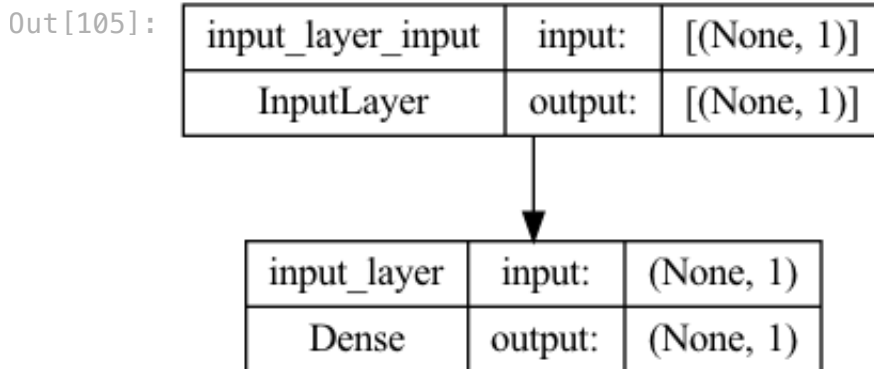 Out[105]:
input_layer_input input: [(None, 1)]
InputLayer output: [(None, 1)]
input_layer input: (None, 1)
Dense output: (None, 1)